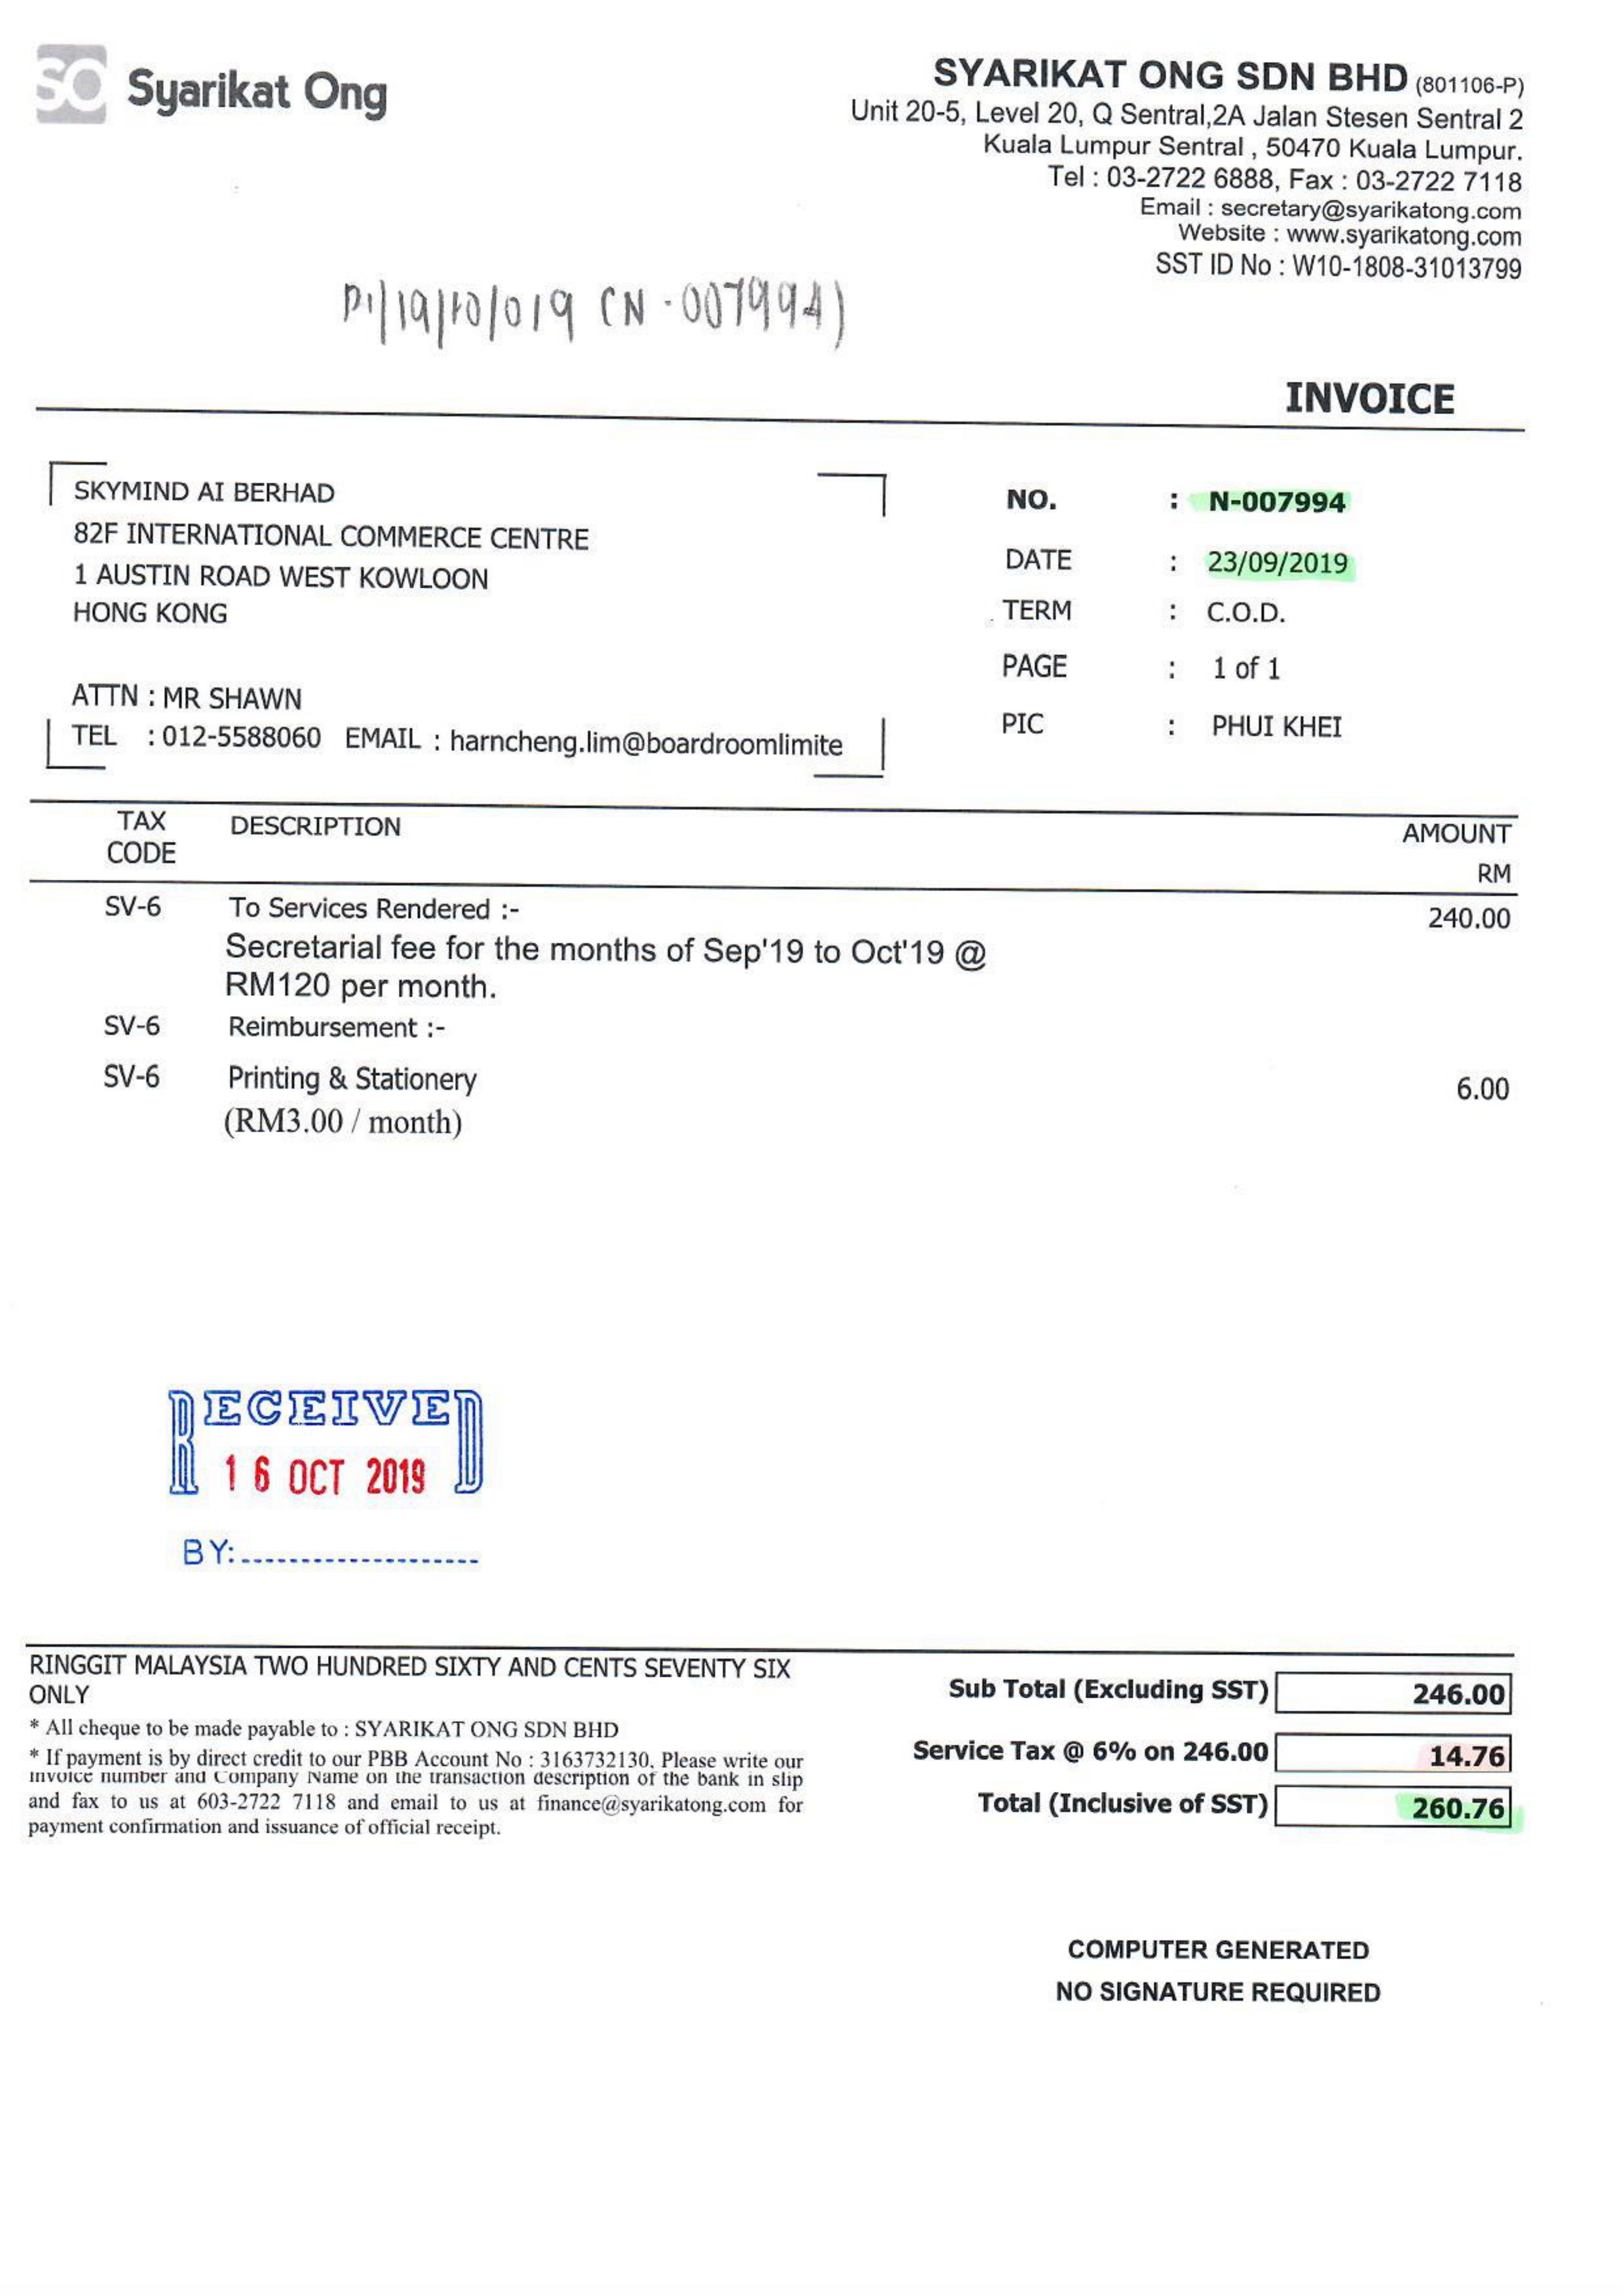 SO Syarikat Ong
SYARIKAT ONG SDN BHD (801106-P)
Unit 20-5, Level 20, Q Sentral,2A Jalan Stesen Sentral 2
Kuala Lumpur Sentral , 50470 Kuala Lumpur.
Tel : 03-2722 6888, Fax : 03-2722 7118
Email : secretary@syarikatong.com
Website : www.syarikatong.com
SST ID No : W10-1808-31013799
PI/19/10/019 (N-007994)
INVOICE
SKYMIND AI BERHAD
82F INTERNATIONAL COMMERCE CENTRE
1 AUSTIN ROAD WEST KOWLOON
HONG KONG
ATTN : MR SHAWN
TEL : 012-5588060 EMAIL : harncheng.lim@boardroomlimite
NO. : N-007994
DATE : 23/09/2019
TERM : C.O.D.
PAGE : 1 of 1
PIC : PHUI KHEI
TAX CODE DESCRIPTION AMOUNT
RM
SV-6 To Services Rendered :- 240.00
Secretarial fee for the months of Sep'19 to Oct'19 @
RM120 per month.
SV-6 Reimbursement :-
SV-6 Printing & Stationery 6.00
(RM3.00 / month)
RECEIVED
16 OCT 2019
BY:
RINGGIT MALAYSIA TWO HUNDRED SIXTY AND CENTS SEVENTY SIX
ONLY
* All cheque to be made payable to : SYARIKAT ONG SDN BHD
* If payment is by direct credit to our PBB Account No : 3163732130, Please write our
invoice number and Company Name on the transaction description of the bank in slip
and fax to us at 603-2722 7118 and email to us at finance@syarikatong.com for
payment confirmation and issuance of official receipt.
Sub Total (Excluding SST) 246.00
Service Tax @ 6% on 246.00 14.76
Total (Inclusive of SST) 260.76
COMPUTER GENERATED
NO SIGNATURE REQUIRED